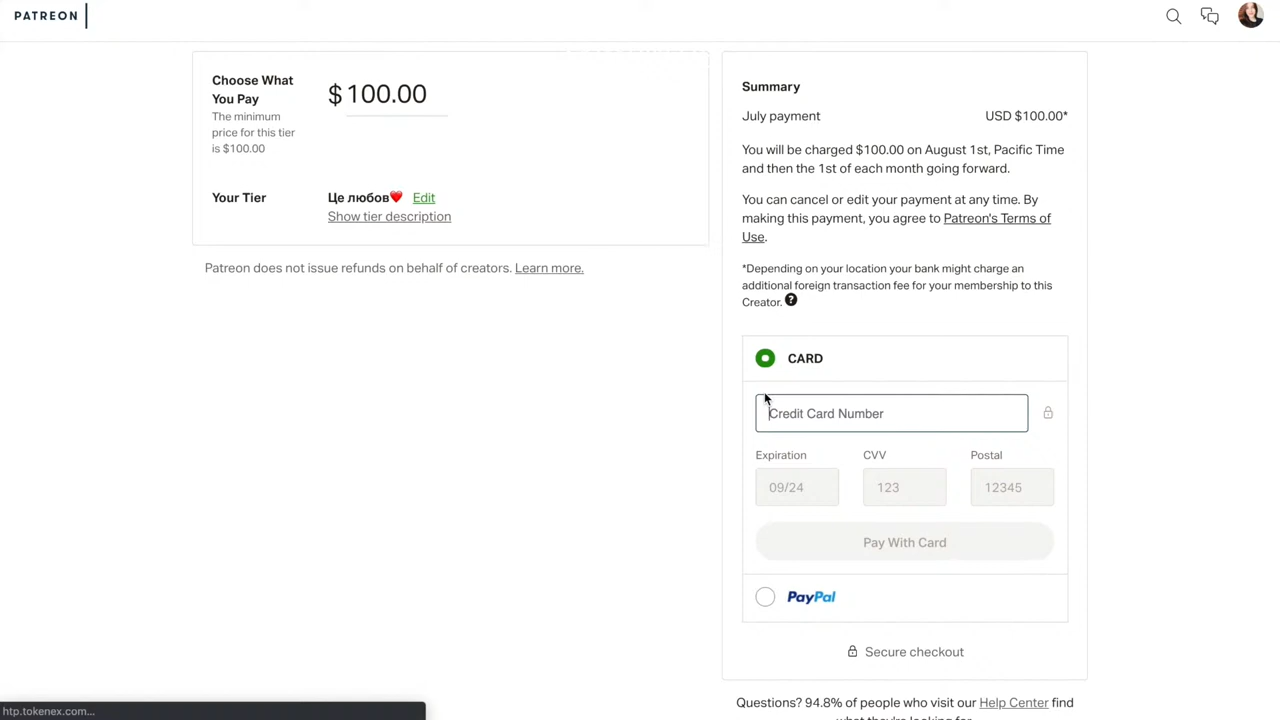 PATREON
Choose What
You Pay
The minimum
price for this tier
is $100.00
$ 100.00
Your Tier
Це любов❤️ Edit
Show tier description
Patreon does not issue refunds on behalf of creators. Learn more.
Summary
July payment USD $100.00*
You will be charged $100.00 on August 1st, Pacific Time
and then the 1st of each month going forward.
You can cancel or edit your payment at any time. By
making this payment, you agree to Patreon's Terms of
Use.
*Depending on your location your bank might charge an
additional foreign transaction fee for your membership to this
Creator. ?
CARD
Credit Card Number
Expiration CVV Postal
09/24 123 12345
Pay With Card
PayPal
Secure checkout
Questions? 94.8% of people who visit our Help Center find
what they're looking for
htp.tokenex.com...